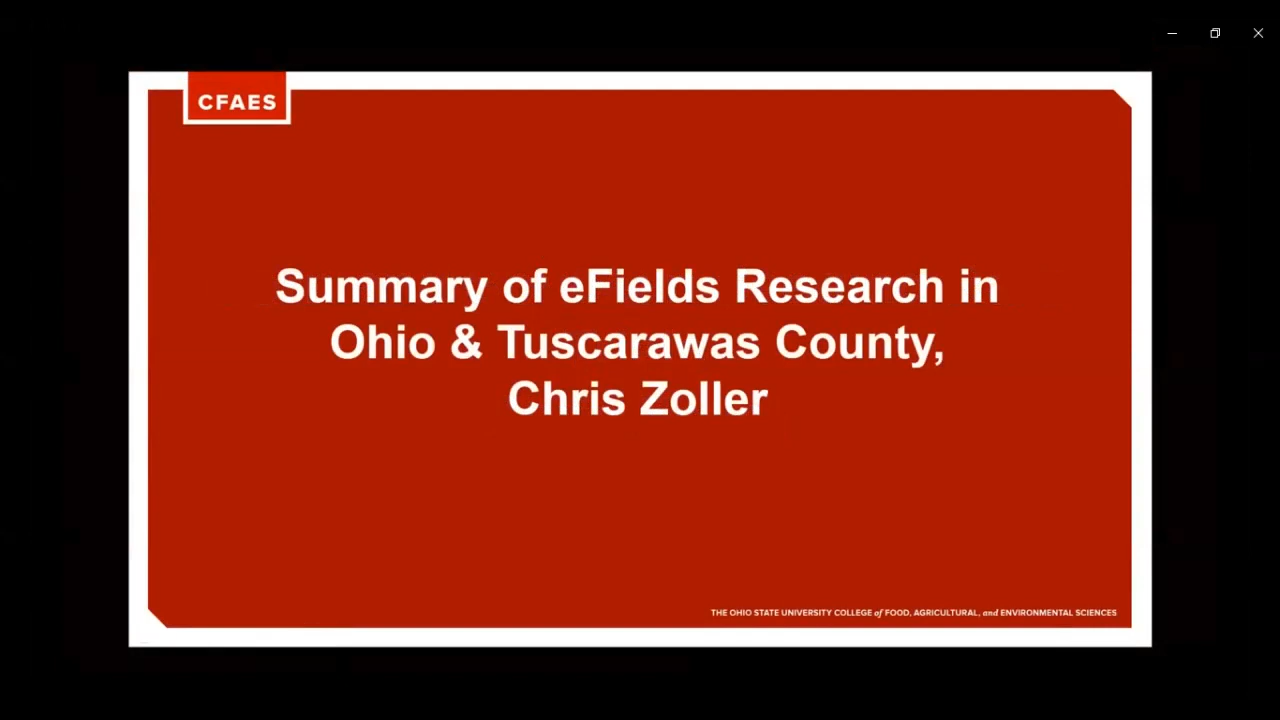 CFAES
Summary of eFields Research in
Ohio & Tuscarawas County,
Chris Zoller
THE OHIO STATE UNIVERSITY COLLEGE of FOOD, AGRICULTURAL, and ENVIRONMENTAL SCIENCES